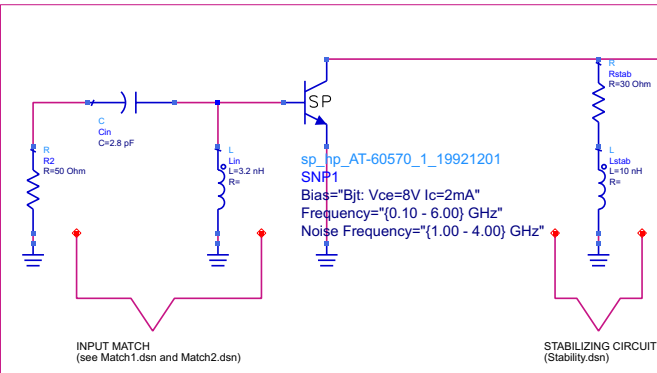 R
Rstab
R=30 Ohm
SP
C
Cin
C=2.8 pF
R
R2
R=50 Ohm
L
Lin
L=3.2 nH
R=
sp_hp_AT-60570_1_19921201
SNP1
Bias="Bjt: Vce=8V Ic=2mA"
Frequency="{0.10 - 6.00} GHz"
Noise Frequency="{1.00 - 4.00} GHz"
L
Lstab
L=10 nH
R=
INPUT MATCH
(see Match1.dsn and Match2.dsn)
STABILIZING CIRCUIT
(Stability.dsn)